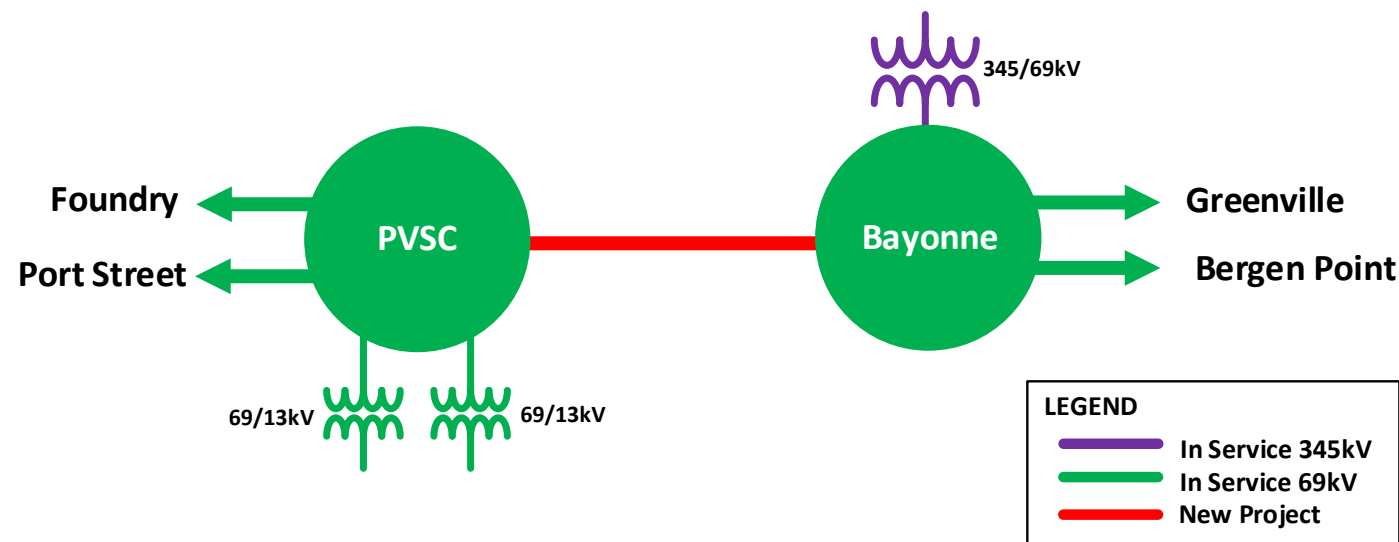 345/69kV
Foundry
PVSC
Greenville
Port Street
Bayonne
Bergen Point
69/13kV
69/13kV
LEGEND
In Service 345kV
In Service 69kV
New Project